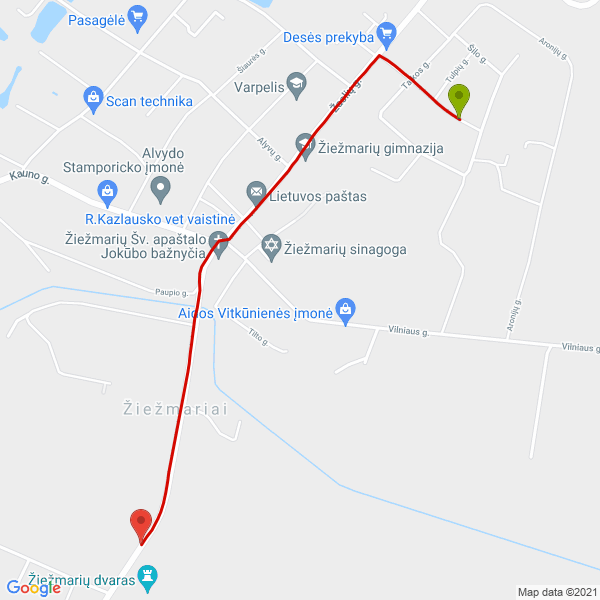 Pasagėlė
Desės prekyba
Šiaurės g.
Varpelis
Scan technika
Žaslių g.
Taikos g.
Tulpių g.
Šilo g.
Aronijų g.
Alyvų g.
Žiežmarių gimnazija
Alvydo
Stamporicko įmonė
Kauno g.
R.Kazlausko vet vaistinė
Lietuvos paštas
Žiežmarių Šv. apaštalo
Jokūbo bažnyčia
Žiežmarių sinagoga
Paupio g.
Aidos Vitkūnienės įmonė
Tilto g.
Vilniaus g.
Aronijų g.
Vilniaus g.
Žiežmariai
Žiežmarių dvaras
Google
Map data ©2021